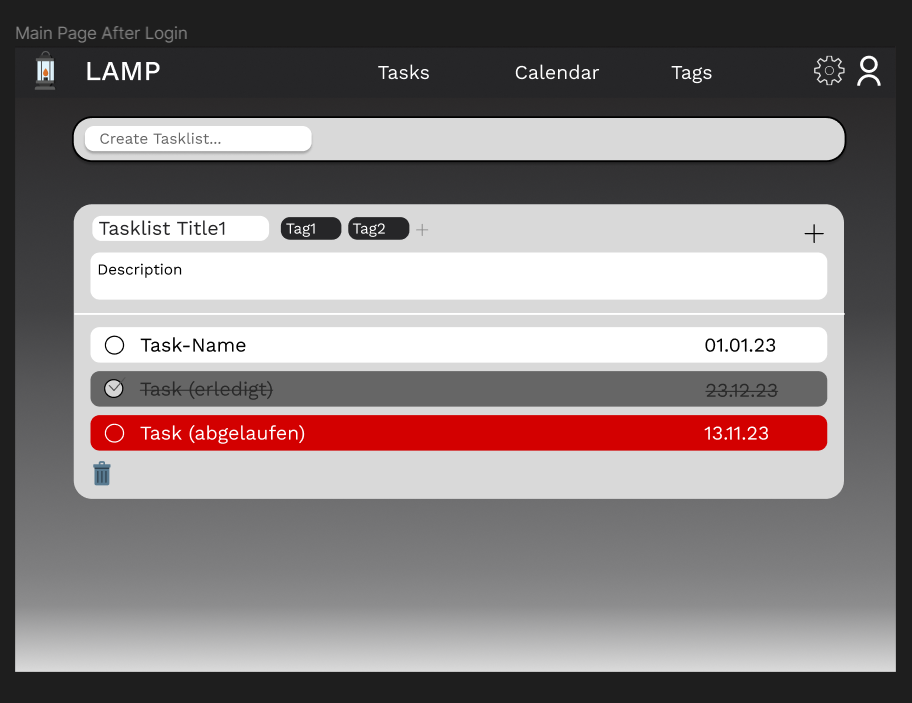 Main Page After Login
LAMP Tasks Calendar Tags
Create Tasklist...
Tasklist Title1 Tag1 Tag2 +
Description
Task-Name 01.01.23
Task (erledigt) 23.12.23
Task (abgelaufen) 13.11.23